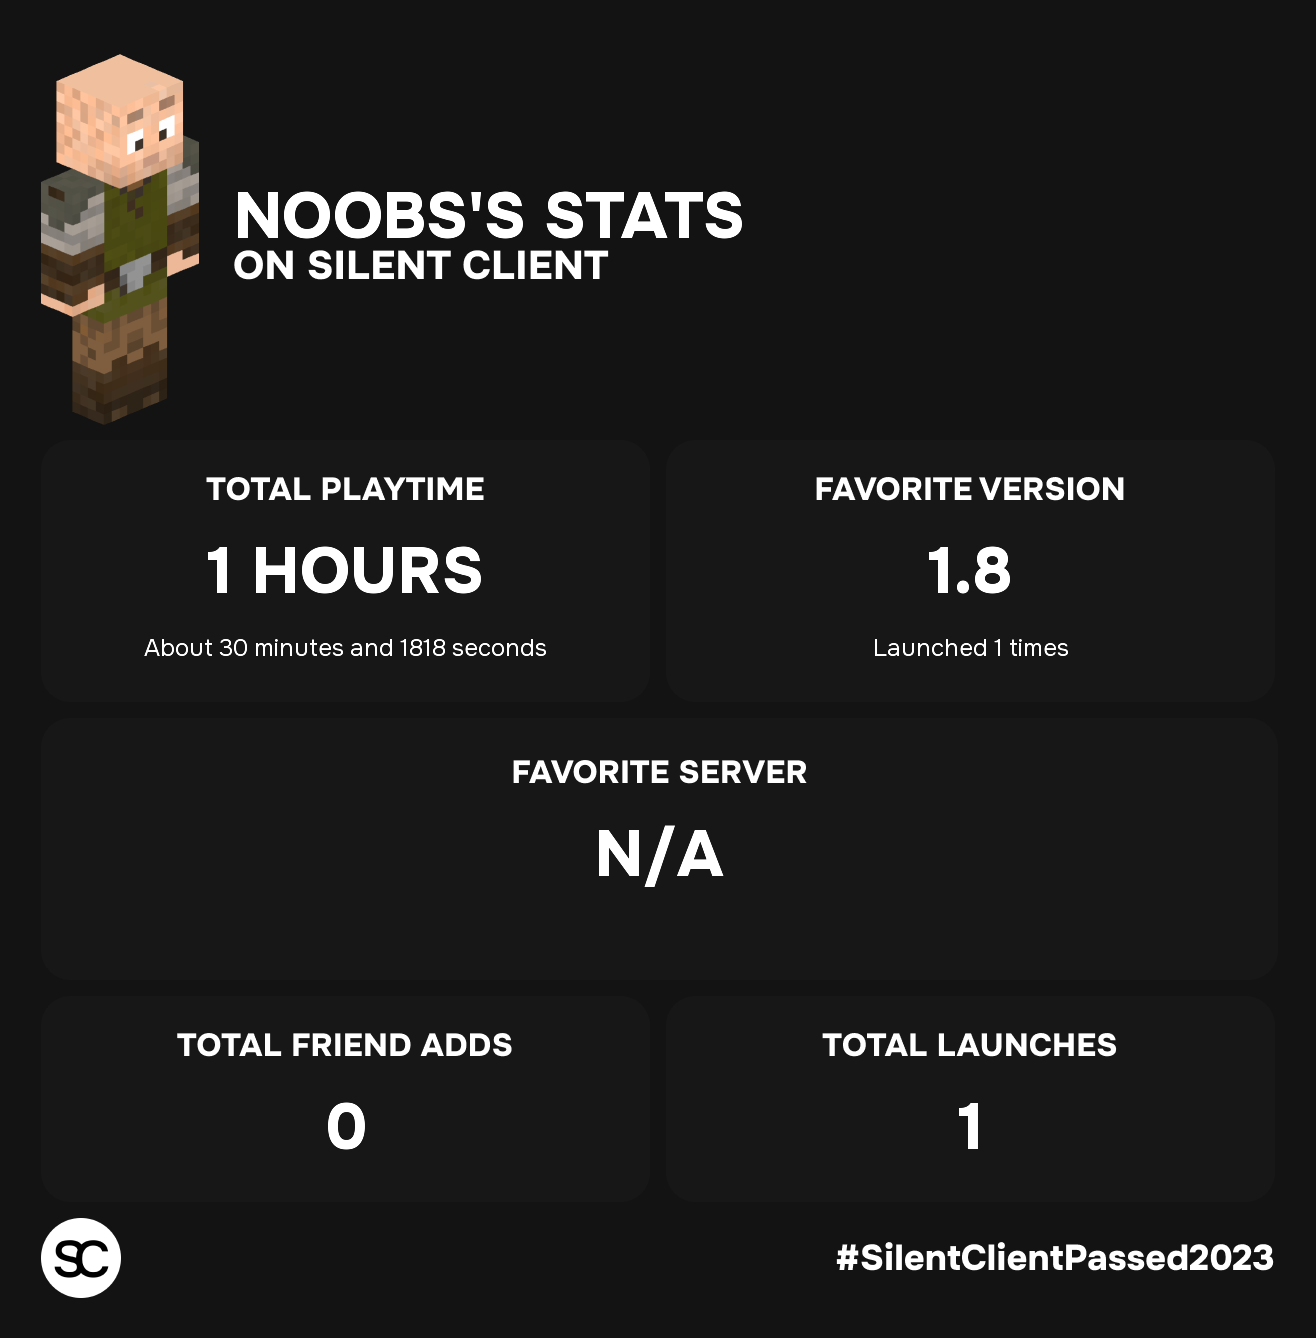 NOOBS'S STATS
ON SILENT CLIENT
TOTAL PLAYTIME
1 HOURS
About 30 minutes and 1818 seconds
FAVORITE VERSION
1.8
Launched 1 times
FAVORITE SERVER
N/A
TOTAL FRIEND ADDS
0
TOTAL LAUNCHES
1
SC
#SilentClientPassed2023